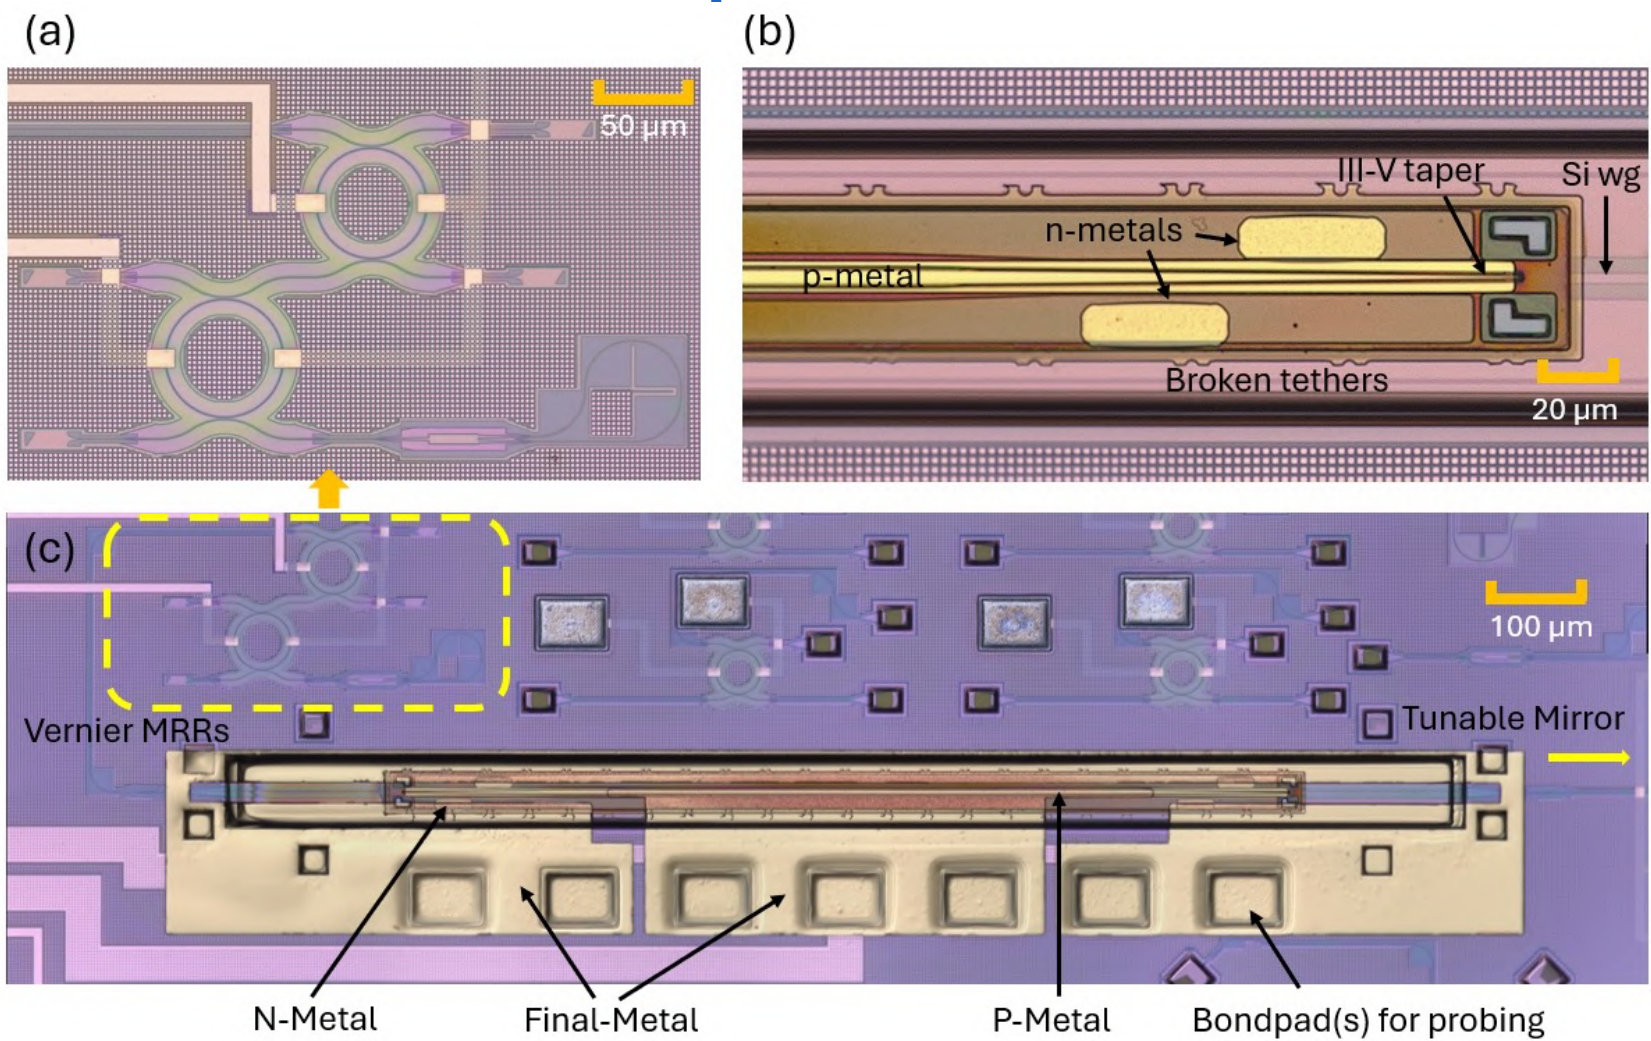 (a)
50 µm
(b)
III-V taper
Si wg
n-metals
p-metal
Broken tethers
20 µm
(c)
100 µm
Vernier MRRs
Tunable Mirror
N-Metal
Final-Metal
P-Metal
Bondpad(s) for probing